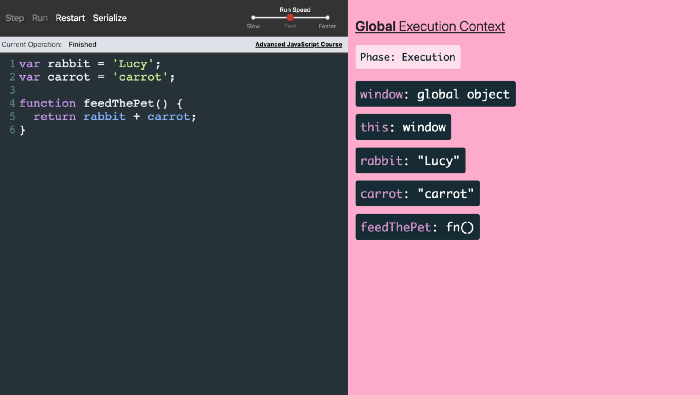 Step Run Restart Serialize
Run Speed
Slow Fast Faster
Current Operation: Finished
Advanced JavaScript Course
1 var rabbit = 'Lucy';
2 var carrot = 'carrot';
3
4 function feedThePet() {
5 return rabbit + carrot;
6 }
Global Execution Context
Phase: Execution
window: global object
this: window
rabbit: "Lucy"
carrot: "carrot"
feedThePet: fn()